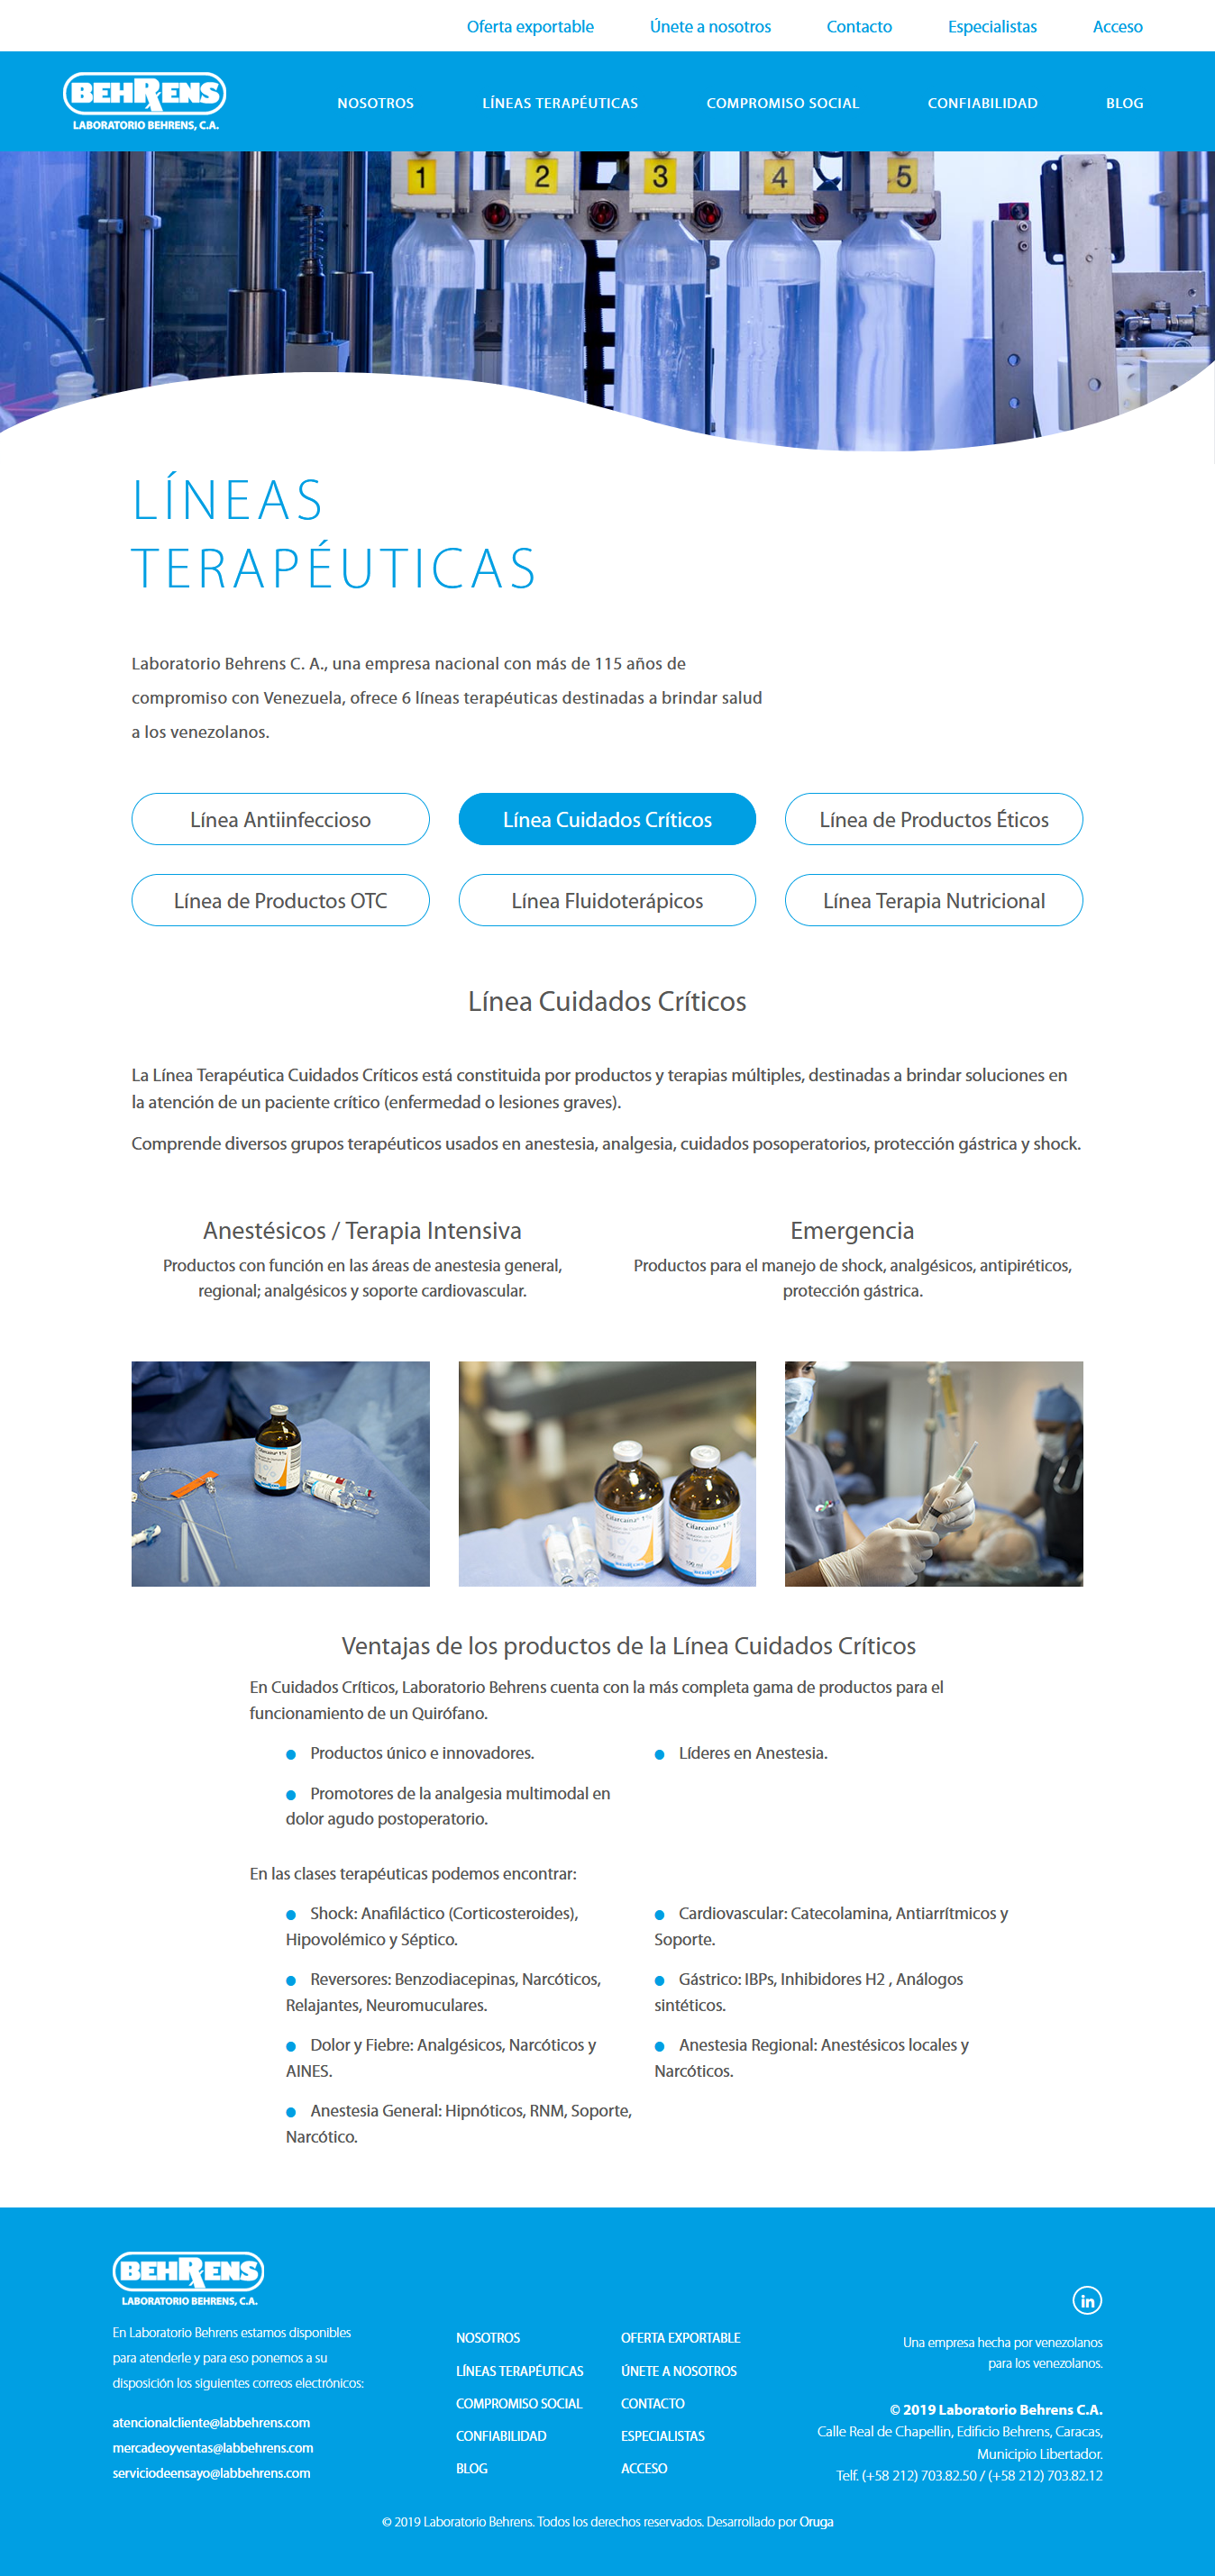 Oferta exportable
Únete a nosotros
Contacto
Especialistas
Acceso
BEHRENS
LABORATORIO BEHRENS, C.A.
NOSOTROS
LÍNEAS TERAPÉUTICAS
COMPROMISO SOCIAL
CONFIABILIDAD
BLOG
1
2
3
4
5
LÍNEAS
TERAPÉUTICAS
Laboratorio Behrens C. A., una empresa nacional con más de 115 años de
compromiso con Venezuela, ofrece 6 líneas terapéuticas destinadas a brindar salud
a los venezolanos.
Línea Antiinfeccioso
Línea Cuidados Críticos
Línea de Productos Éticos
Línea de Productos OTC
Línea Fluidoterápicos
Línea Terapia Nutricional
Línea Cuidados Críticos
La Línea Terapéutica Cuidados Críticos está constituida por productos y terapias múltiples, destinadas a brindar soluciones en
la atención de un paciente crítico (enfermedad o lesiones graves).
Comprende diversos grupos terapéuticos usados en anestesia, analgesia, cuidados posoperatorios, protección gástrica y shock.
Anestésicos / Terapia Intensiva
Productos con función en las áreas de anestesia general,
regional; analgésicos y soporte cardiovascular.
Emergencia
Productos para el manejo de shock, analgésicos, antipiréticos,
protección gástrica.
Cilarcaina 1%
Cilarcaina® 1%
100 ml
BEHRENS
Cilarcaina® 1%
100 ml
BEHRENS
Ventajas de los productos de la Línea Cuidados Críticos
En Cuidados Críticos, Laboratorio Behrens cuenta con la más completa gama de productos para el
funcionamiento de un Quirófano.
Productos único e innovadores.
Promotores de la analgesia multimodal en
dolor agudo postoperatorio.
Líderes en Anestesia.
En las clases terapéuticas podemos encontrar:
Shock: Anafiláctico (Corticosteroides),
Hipovolémico y Séptico.
Reversores: Benzodiacepinas, Narcóticos,
Relajantes, Neuromuculares.
Dolor y Fiebre: Analgésicos, Narcóticos y
AINES.
Anestesia General: Hipnóticos, RNM, Soporte,
Narcótico.
Cardiovascular: Catecolamina, Antiarrítmicos y
Soporte.
Gástrico: IBPs, Inhibidores H2 , Análogos
sintéticos.
Anestesia Regional: Anestésicos locales y
Narcóticos.
BEHRENS
LABORATORIO BEHRENS, C.A.
En Laboratorio Behrens estamos disponibles
para atenderle y para eso ponemos a su
disposición los siguientes correos electrónicos:
atencionalcliente@labbehrens.com
mercadeoyventas@labbehrens.com
serviciodeensayo@labbehrens.com
NOSOTROS
LÍNEAS TERAPÉUTICAS
COMPROMISO SOCIAL
CONFIABILIDAD
BLOG
OFERTA EXPORTABLE
ÚNETE A NOSOTROS
CONTACTO
ESPECIALISTAS
ACCESO
in
Una empresa hecha por venezolanos
para los venezolanos.
© 2019 Laboratorio Behrens C.A.
Calle Real de Chapellín, Edificio Behrens, Caracas,
Municipio Libertador.
Telf. (+58 212) 703.82.50 / (+58 212) 703.82.12
© 2019 Laboratorio Behrens. Todos los derechos reservados. Desarrollado por Oruga